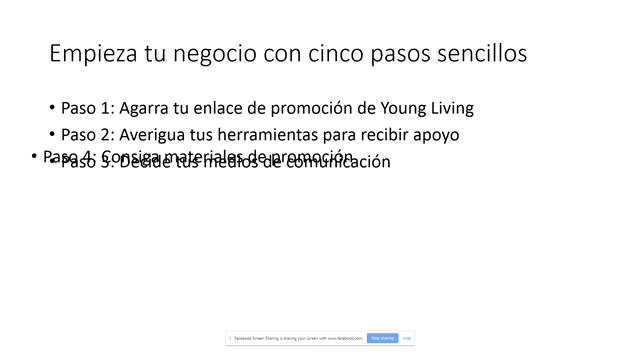 Empieza tu negocio con cinco pasos sencillos
• Paso 1: Agarra tu enlace de promoción de Young Living
• Paso 2: Averigua tus herramientas para recibir apoyo
• Paso 4: Consiga materiales de promoción
• Paso 3: Decide tus medios de comunicación
Facebook Screen Sharing is sharing your screen with www.facebook.com. Stop sharing Hide